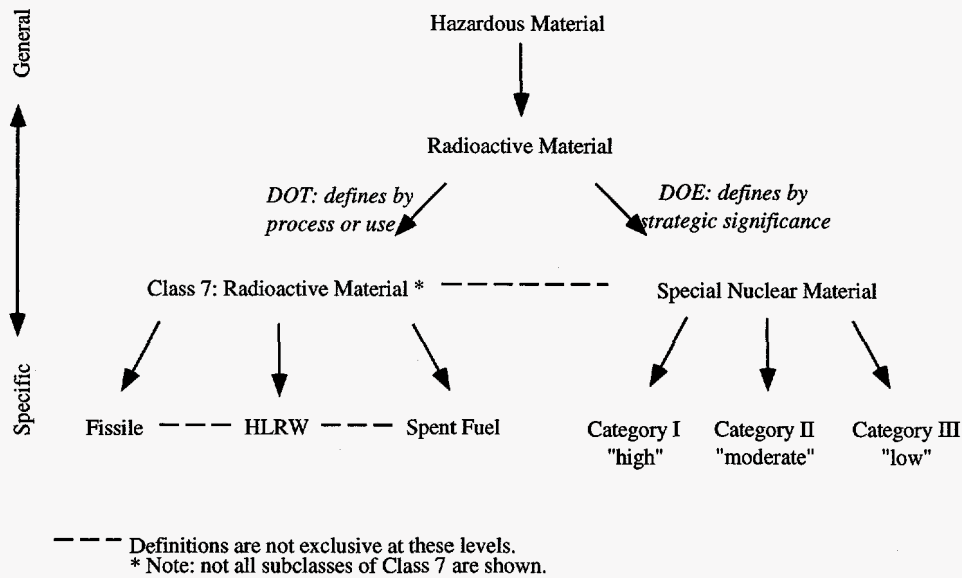 General
Hazardous Material
Radioactive Material
DOT: defines by
process or use
DOE: defines by
strategic significance
Class 7: Radioactive Material *
Special Nuclear Material
Specific
Fissile
HLRW
Spent Fuel
Category I
"high"
Category II
"moderate"
Category III
"low"
Definitions are not exclusive at these levels.
* Note: not all subclasses of Class 7 are shown.